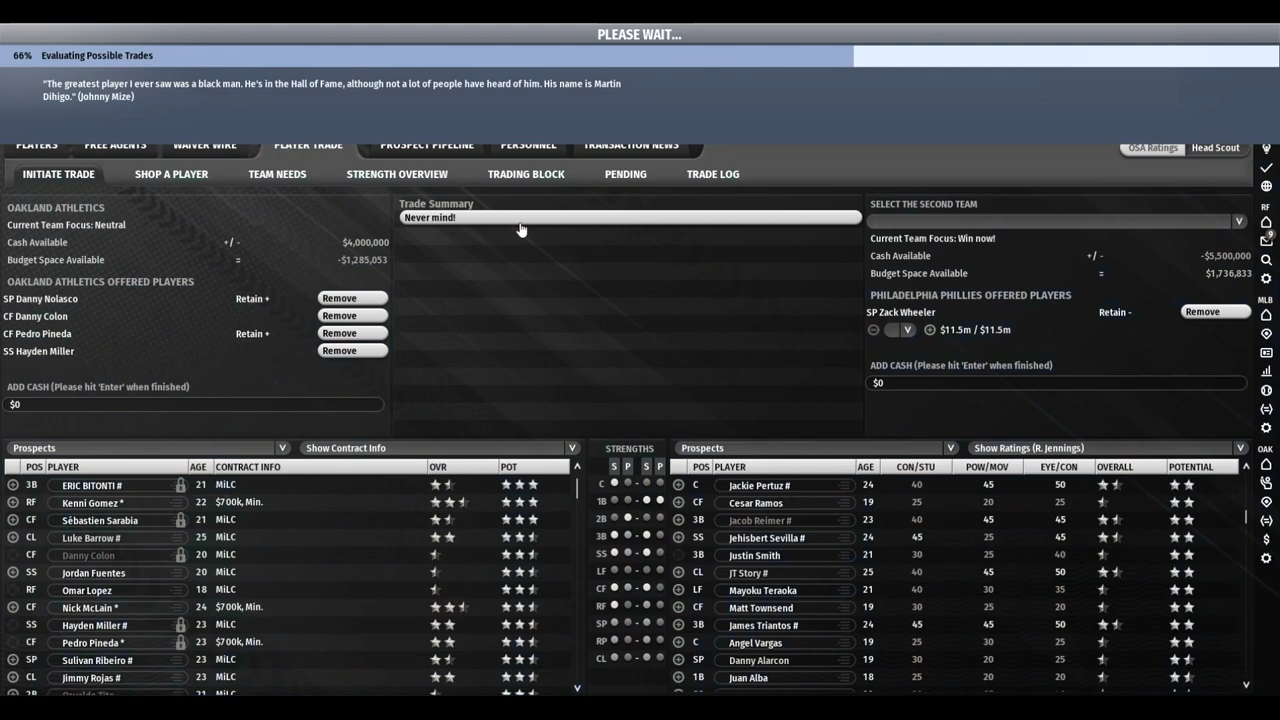 PLEASE WAIT...
66% Evaluating Possible Trades
"The greatest player I ever saw was a black man. He's in the Hall of Fame, although not a lot of people have heard of him. His name is Martin
Dihigo." (Johnny Mize)
PLAYERS FREE AGENTS WAIVER WIRE PLAYER TRADE PROSPECT PIPELINE PERSONNEL TRANSACTION NEWS OSA Ratings Head Scout
INITIATE TRADE SHOP A PLAYER TEAM NEEDS STRENGTH OVERVIEW TRADING BLOCK PENDING TRADE LOG
OAKLAND ATHLETICS
Current Team Focus: Neutral
Cash Available +/- $4,000,000
Budget Space Available = -$1,285,053
OAKLAND ATHLETICS OFFERED PLAYERS
SP Danny Nolasco Retain + Remove
CF Danny Colon Remove
CF Pedro Pineda Retain + Remove
SS Hayden Miller Remove
ADD CASH (Please hit 'Enter' when finished)
$0
Trade Summary
Never mind!
SELECT THE SECOND TEAM
V
Current Team Focus: Win now!
Cash Available +/- -$5,500,000
Budget Space Available = $1,736,833
PHILADELPHIA PHILLIES OFFERED PLAYERS
SP Zack Wheeler Retain - Remove
V $11.5m / $11.5m
ADD CASH (Please hit 'Enter' when finished)
$0
RF
9
MLB
OAK
Prospects V Show Contract Info V
POS PLAYER AGE CONTRACT INFO OVR POT
3B ERIC BITONTI # 21 MiLC
RF Kenni Gomez * 22 $700k, Min.
CF Sébastien Sarabia 21 MiLC
CL Luke Barrow # 25 MiLC
CF Danny Colon 20 MiLC
SS Jordan Fuentes 20 MiLC
RF Omar Lopez 18 MiLC
CF Nick McLain * 24 $700k, Min.
SS Hayden Miller # 23 MiLC
CF Pedro Pineda * 23 $700k, Min.
SP Sulivan Ribeiro # 23 MiLC
CL Jimmy Rojas # 23 MiLC
STRENGTHS
S P S P
C -
1B -
2B -
3B -
SS -
LF -
CF -
RF -
SP -
RP -
CL -
Prospects V Show Ratings (R. Jennings) V
POS PLAYER AGE CON/STU POW/MOV EYE/CON OVERALL POTENTIAL
C Jackie Pertuz # 24 40 45 50
CF Cesar Ramos 19 20 20 25
3B Jacob Reimer # 23 40 45 45
SS Jehisbert Sevilla # 24 45 25 45
3B Justin Smith 21 30 25 40
CL JT Story # 24 45 45 50
LF Mayoku Teraoka 21 40 30 35
CF Matt Townsend 19 30 25 20
3B James Triantos # 24 45 45 45
C Angel Vargas 19 25 30 25
SP Danny Alarcon 19 30 20 25
1B Juan Alba 18 25 20 20